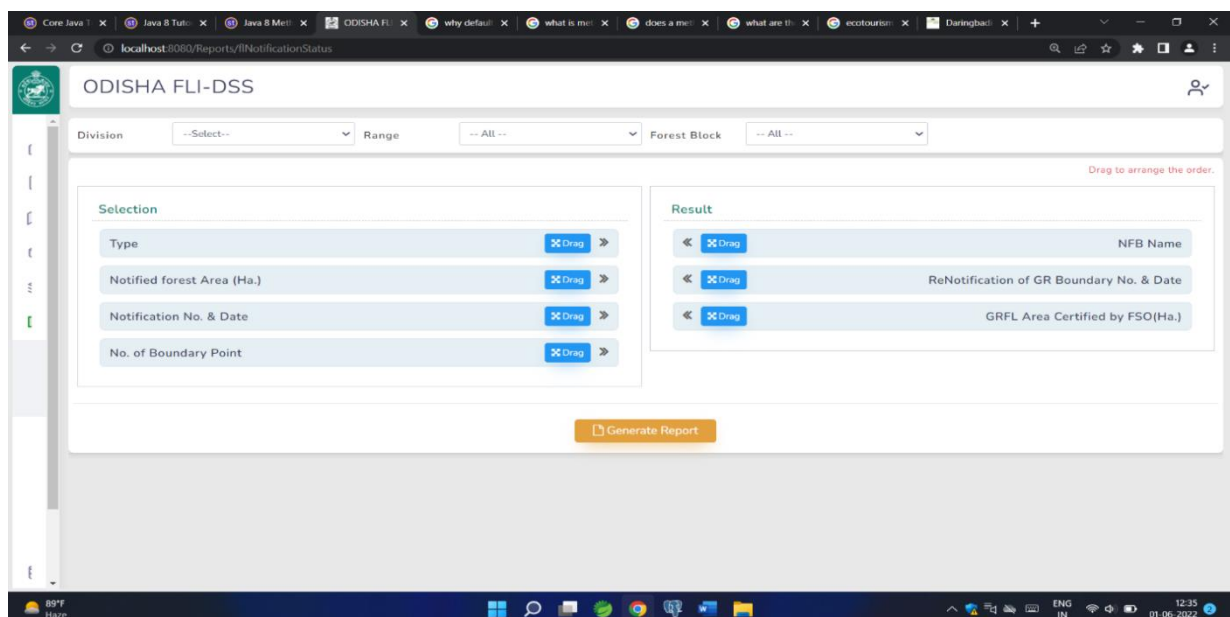 Core Java T
Java 8 Tuto
Java 8 Meth
ODISHA FL
why default
what is met
does a met
what are th
ecotourism
Daringbadi
localhost:8080/Reports/flNotificationStatus
ODISHA FLI-DSS
Division --Select-- Range -- All -- Forest Block -- All --
Drag to arrange the order.
Selection
Type Drag
Notified forest Area (Ha.) Drag
Notification No. & Date Drag
No. of Boundary Point Drag
Result
Drag NFB Name
Drag ReNotification of GR Boundary No. & Date
Drag GRFL Area Certified by FSO(Ha.)
Generate Report
89°F
Haze
ENG
IN
12:35
01-06-2022
2